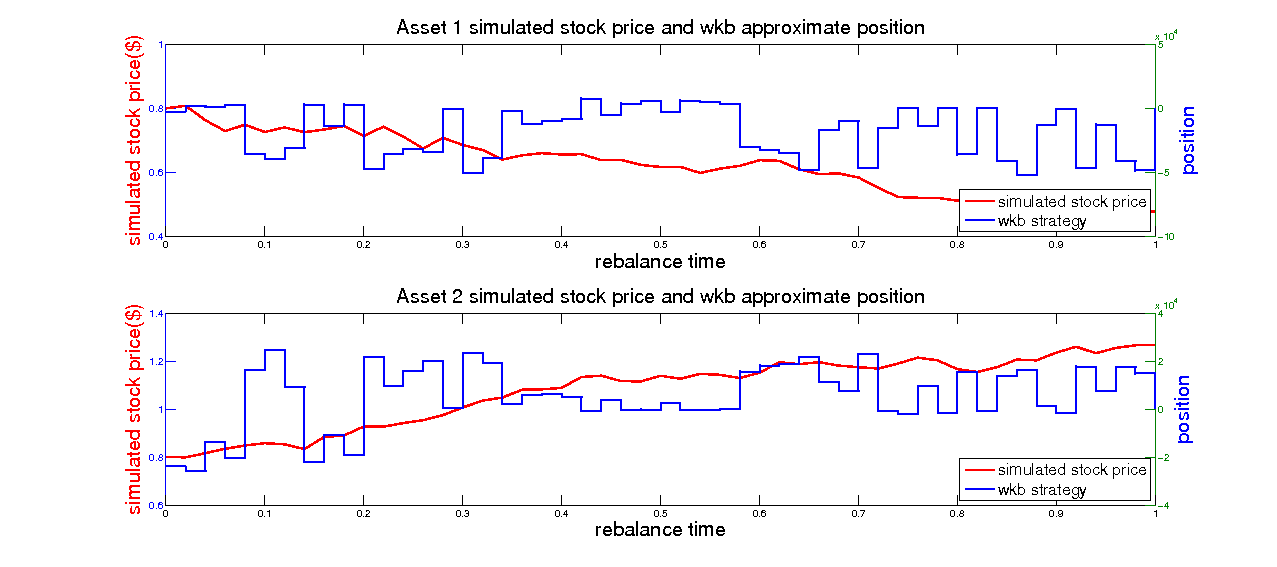 Asset 1 simulated stock price and wkb approximate position
x 10^4
simulated stock price($)
1
0.8
0.6
0.4
5
0
−5
−10
position
simulated stock price
wkb strategy
0 0.1 0.2 0.3 0.4 0.5 0.6 0.7 0.8 0.9 1
rebalance time
Asset 2 simulated stock price and wkb approximate position
x 10^4
simulated stock price($)
1.4
1.2
1
0.8
0.6
4
2
0
−2
−4
position
simulated stock price
wkb strategy
0 0.1 0.2 0.3 0.4 0.5 0.6 0.7 0.8 0.9 1
rebalance time